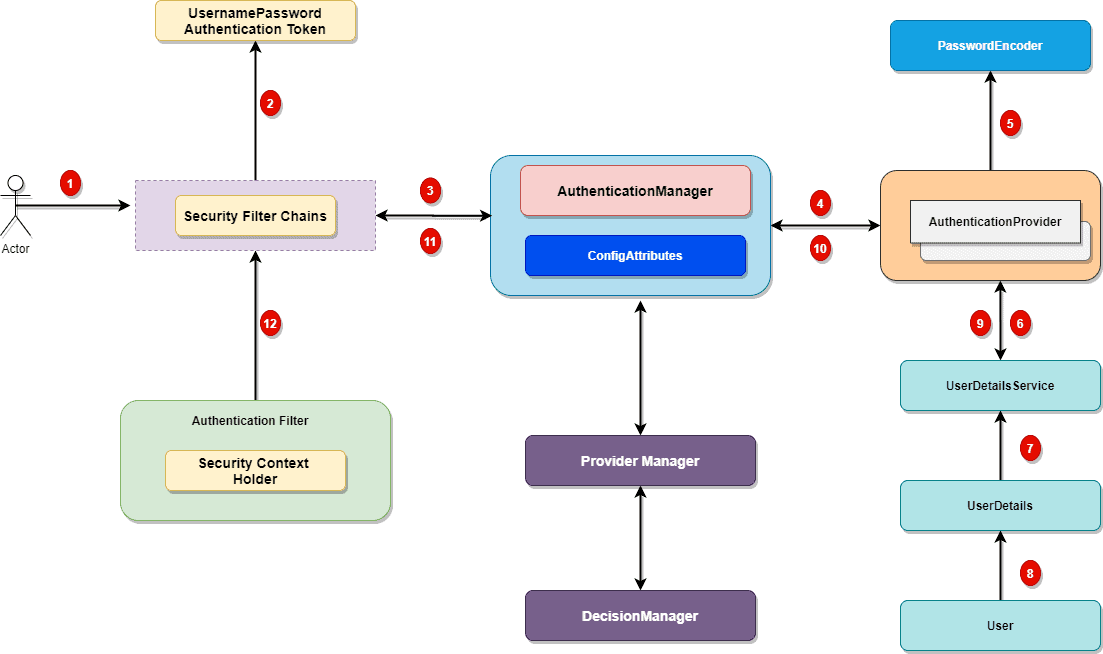 UsernamePassword
Authentication Token
PasswordEncoder
2
5
1
Actor
Security Filter Chains
3
11
AuthenticationManager
ConfigAttributes
4
10
AuthenticationProvider
12
9
6
UserDetailsService
Authentication Filter
Security Context
Holder
Provider Manager
7
UserDetails
8
DecisionManager
User